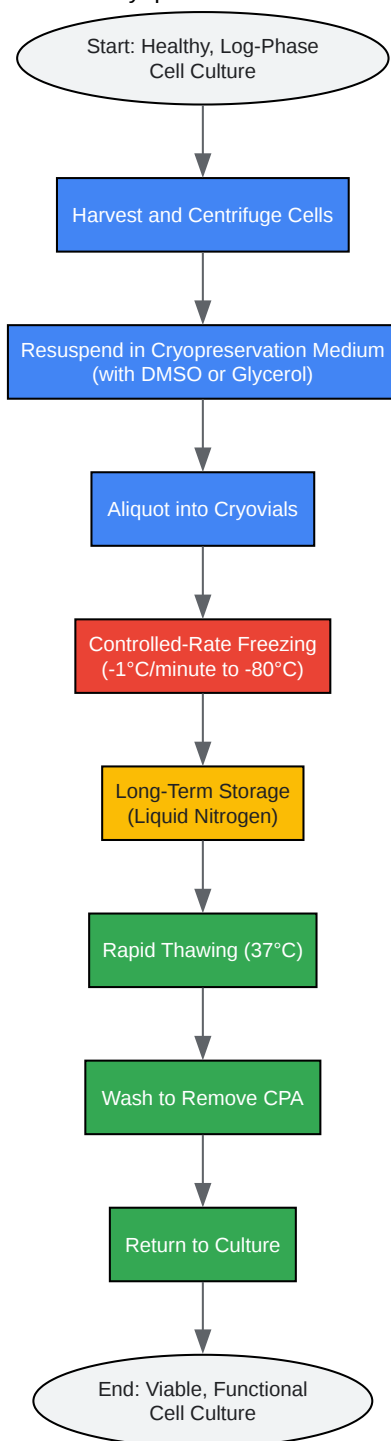 Start: Healthy, Log-Phase
Cell Culture
Harvest and Centrifuge Cells
Resuspend in Cryopreservation Medium
(with DMSO or Glycerol)
Aliquot into Cryovials
Controlled-Rate Freezing
(-1°C/minute to -80°C)
Long-Term Storage
(Liquid Nitrogen)
Rapid Thawing (37°C)
Wash to Remove CPA
Return to Culture
End: Viable, Functional
Cell Culture